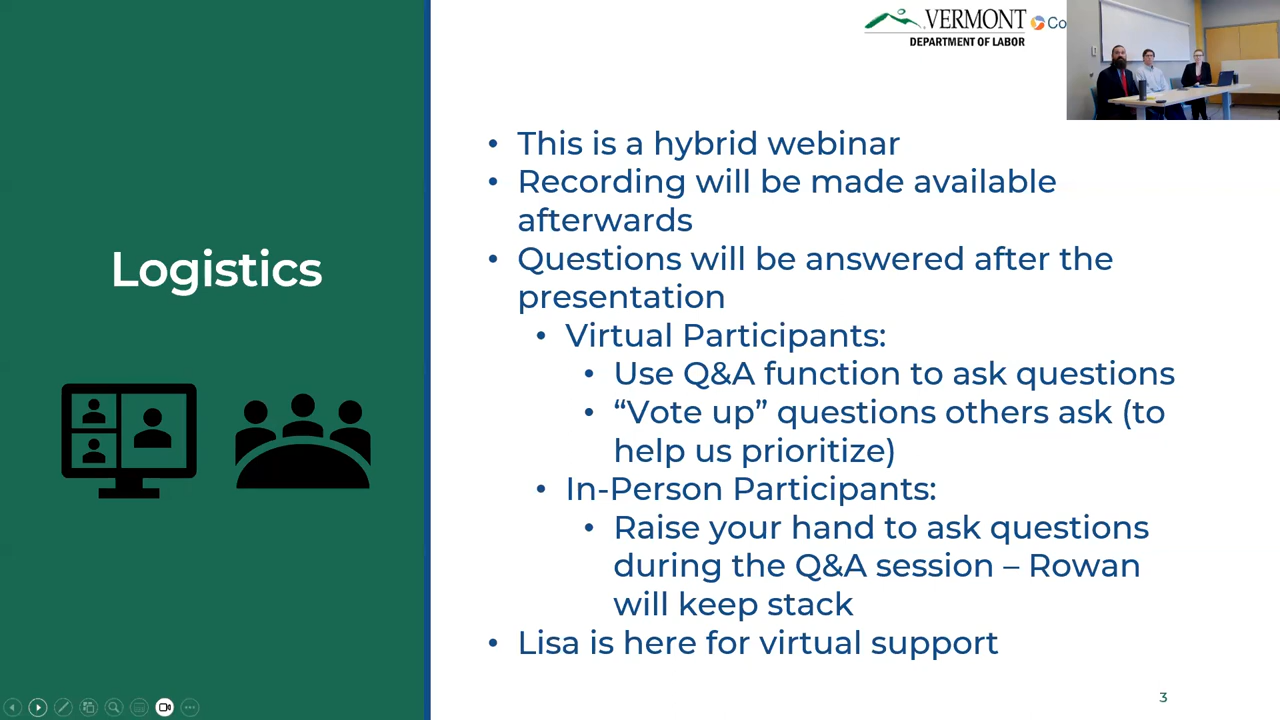 VERMONT
DEPARTMENT OF LABOR
Co
Logistics
• This is a hybrid webinar
• Recording will be made available
afterwards
• Questions will be answered after the
presentation
• Virtual Participants:
• Use Q&A function to ask questions
• “Vote up” questions others ask (to
help us prioritize)
• In-Person Participants:
• Raise your hand to ask questions
during the Q&A session – Rowan
will keep stack
• Lisa is here for virtual support
3